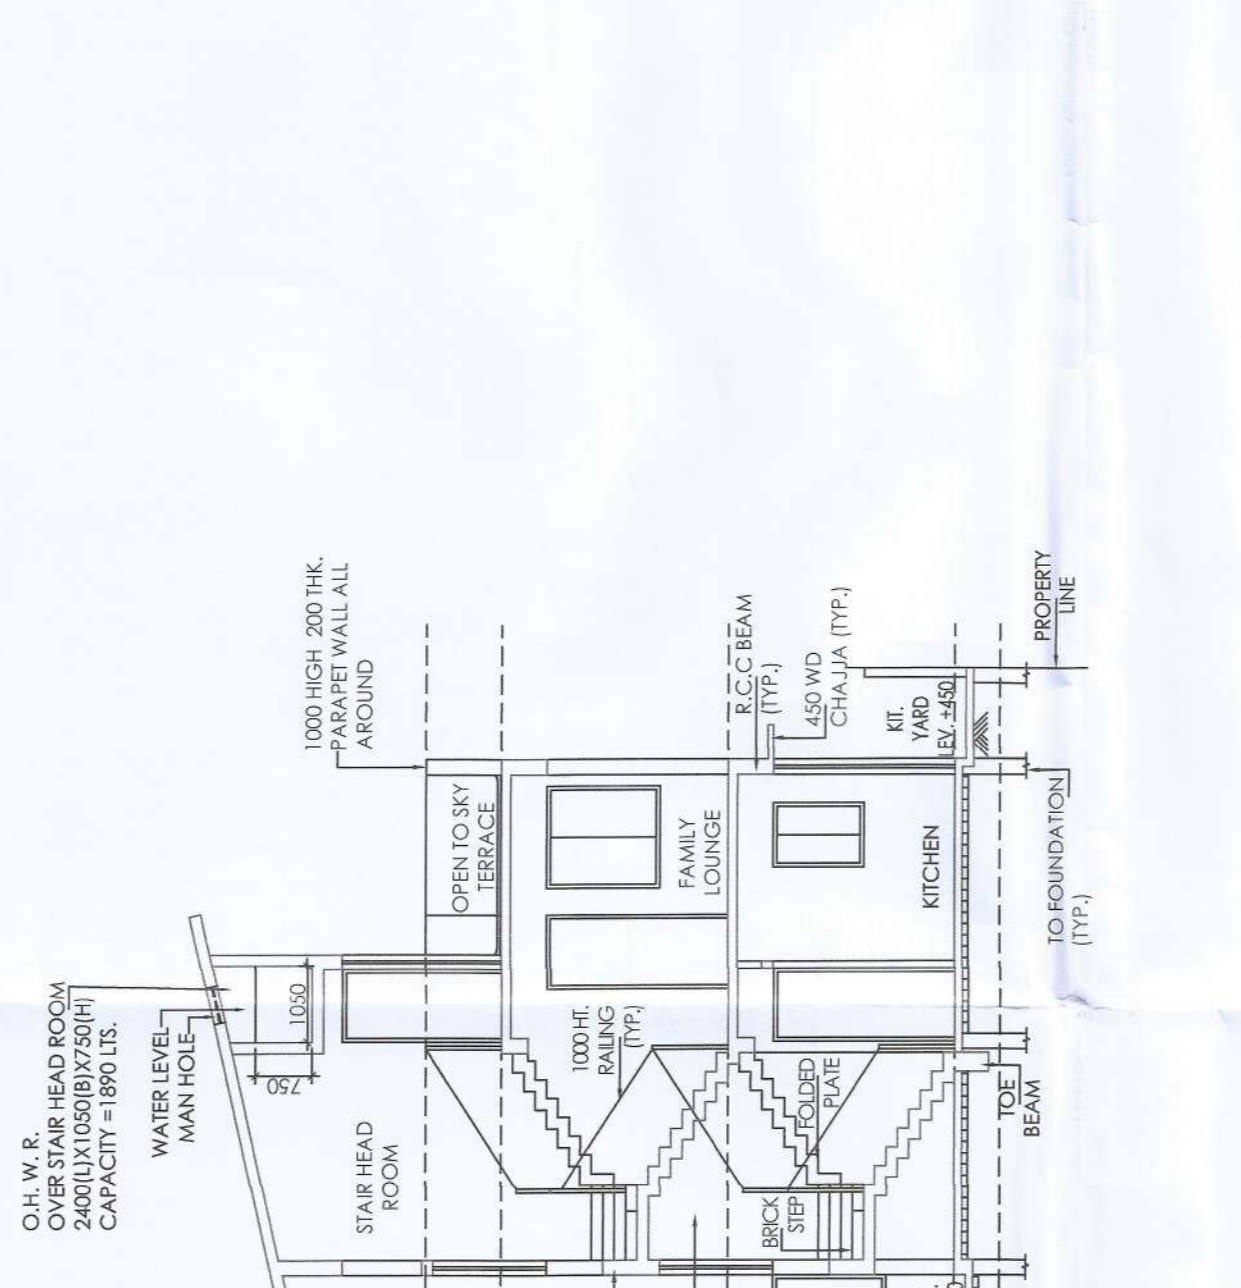 O.H. W. R.
OVER STAIR HEAD ROOM
2400(L)X1050(B)X7500(H)
CAPACITY =1890 LTS.
WATER LEVEL
MAN HOLE
750
1050
1000 HIGH 200 THK.
PARAPET WALL ALL
AROUND
STAIR HEAD
ROOM
OPEN TO SKY
TERRACE
1000 HT.
RAILING
(TYP.)
FAMILY
LOUNGE
R.C.C BEAM
(TYP.)
450 WD
CHAJJA (TYP.)
BRICK
STEP
FOLDED
PLATE
KITCHEN
KIT.
YARD
LEV. +450
TOE
BEAM
TO FOUNDATION
(TYP.)
PROPERTY
LINE